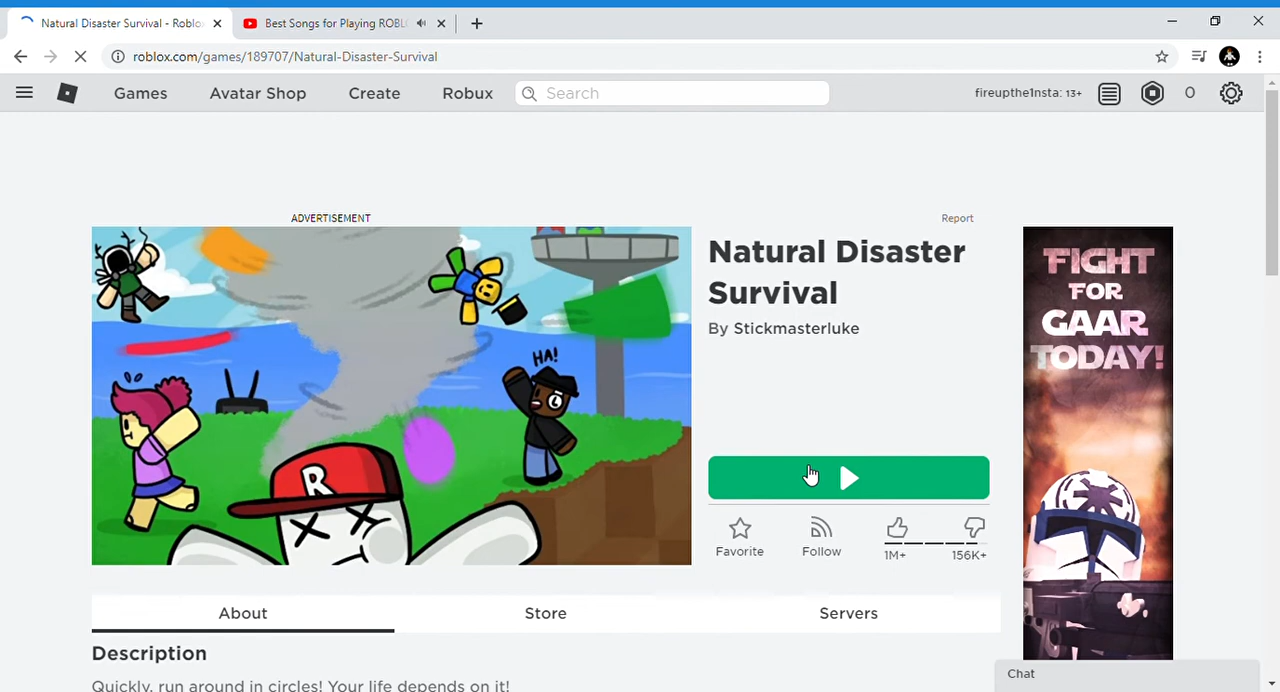 Natural Disaster Survival - Roblo
Best Songs for Playing ROBL
roblox.com/games/189707/Natural-Disaster-Survival
Games
Avatar Shop
Create
Robux
Search
fireupthe1nsta: 13+
0
ADVERTISEMENT
Report
HA!
R
Natural Disaster
Survival
By Stickmasterluke
FIGHT
FOR
GAAR
TODAY!
Favorite
Follow
1M+
156K+
About
Store
Servers
Description
Quickly, run around in circles! Your life depends on it!
Chat